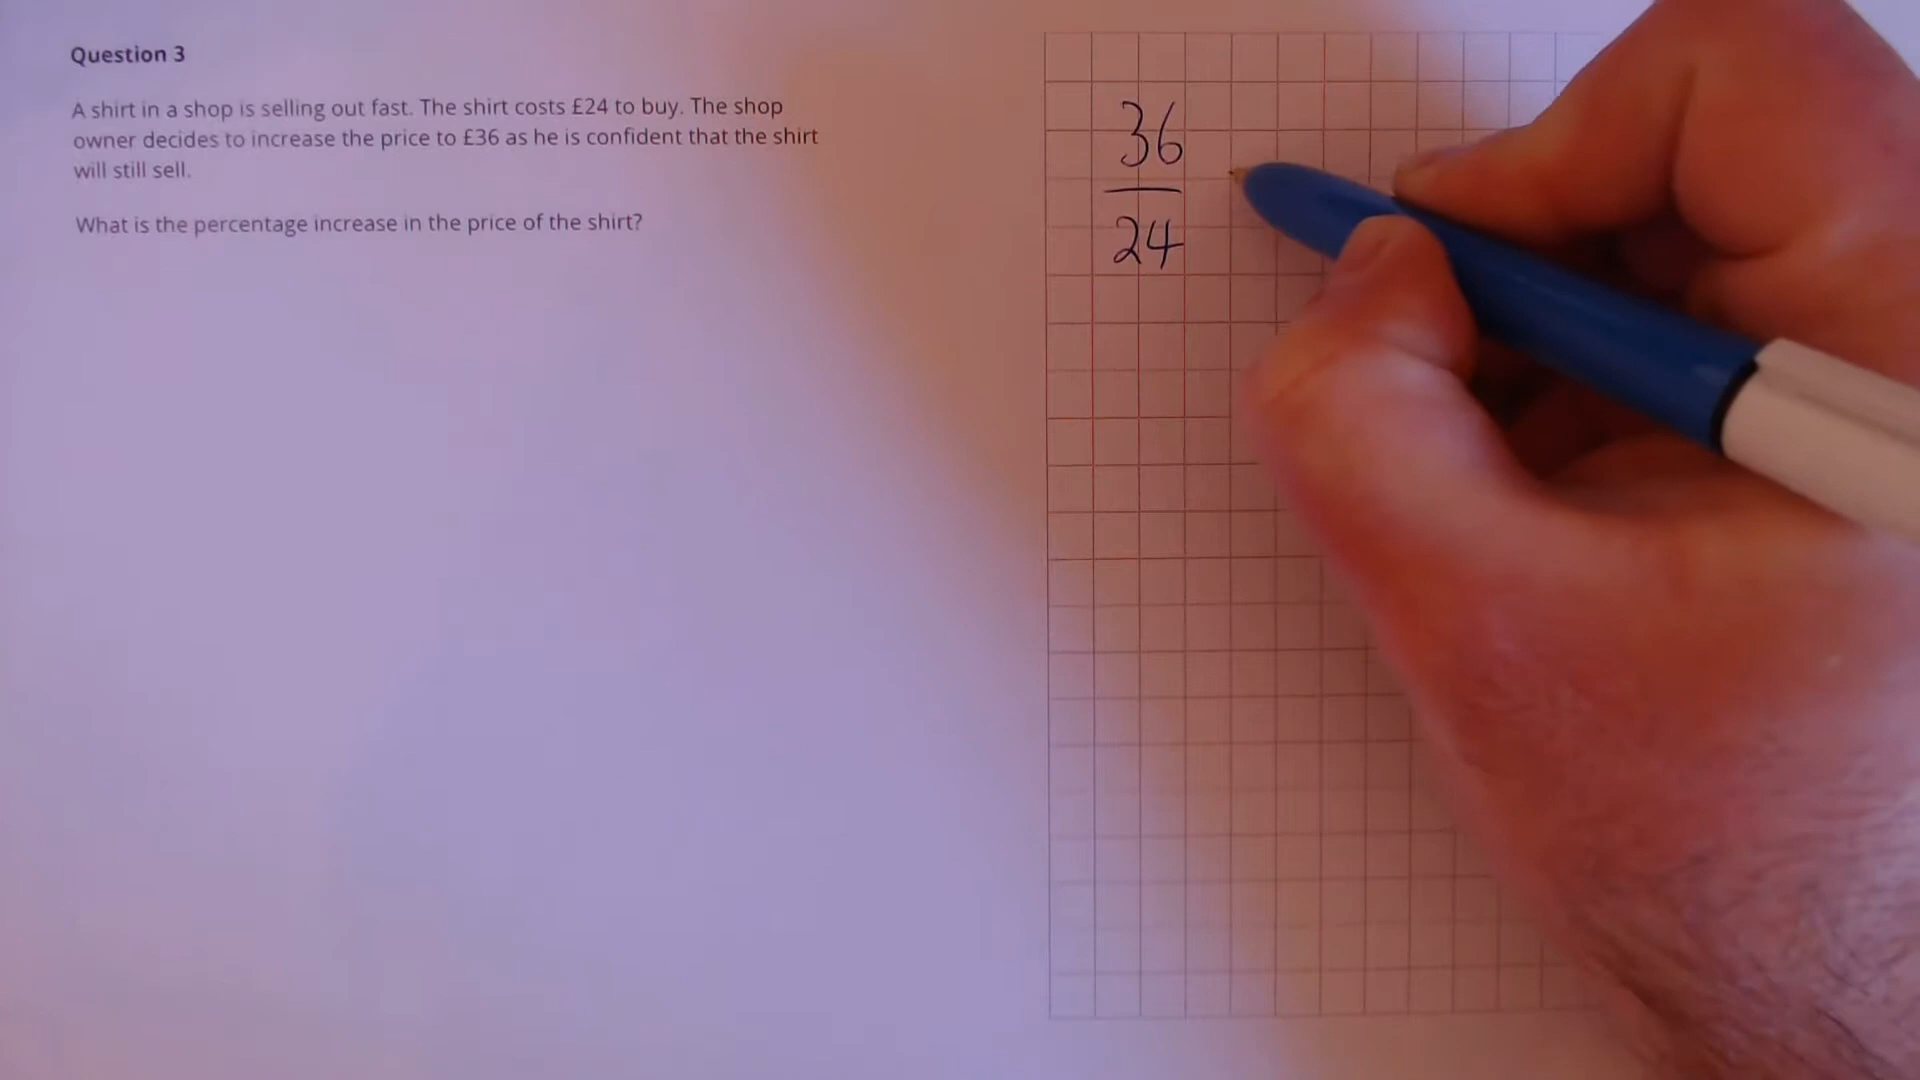 Question 3
A shirt in a shop is selling out fast. The shirt costs £24 to buy. The shop
owner decides to increase the price to £36 as he is confident that the shirt
will still sell.
What is the percentage increase in the price of the shirt?
36
24